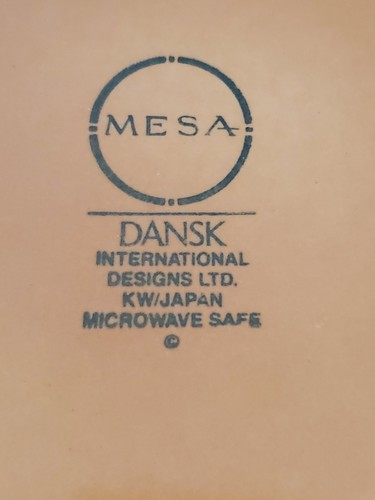 MESA
DANSK
INTERNATIONAL
DESIGNS LTD.
KW/JAPAN
MICROWAVE SAFE
©